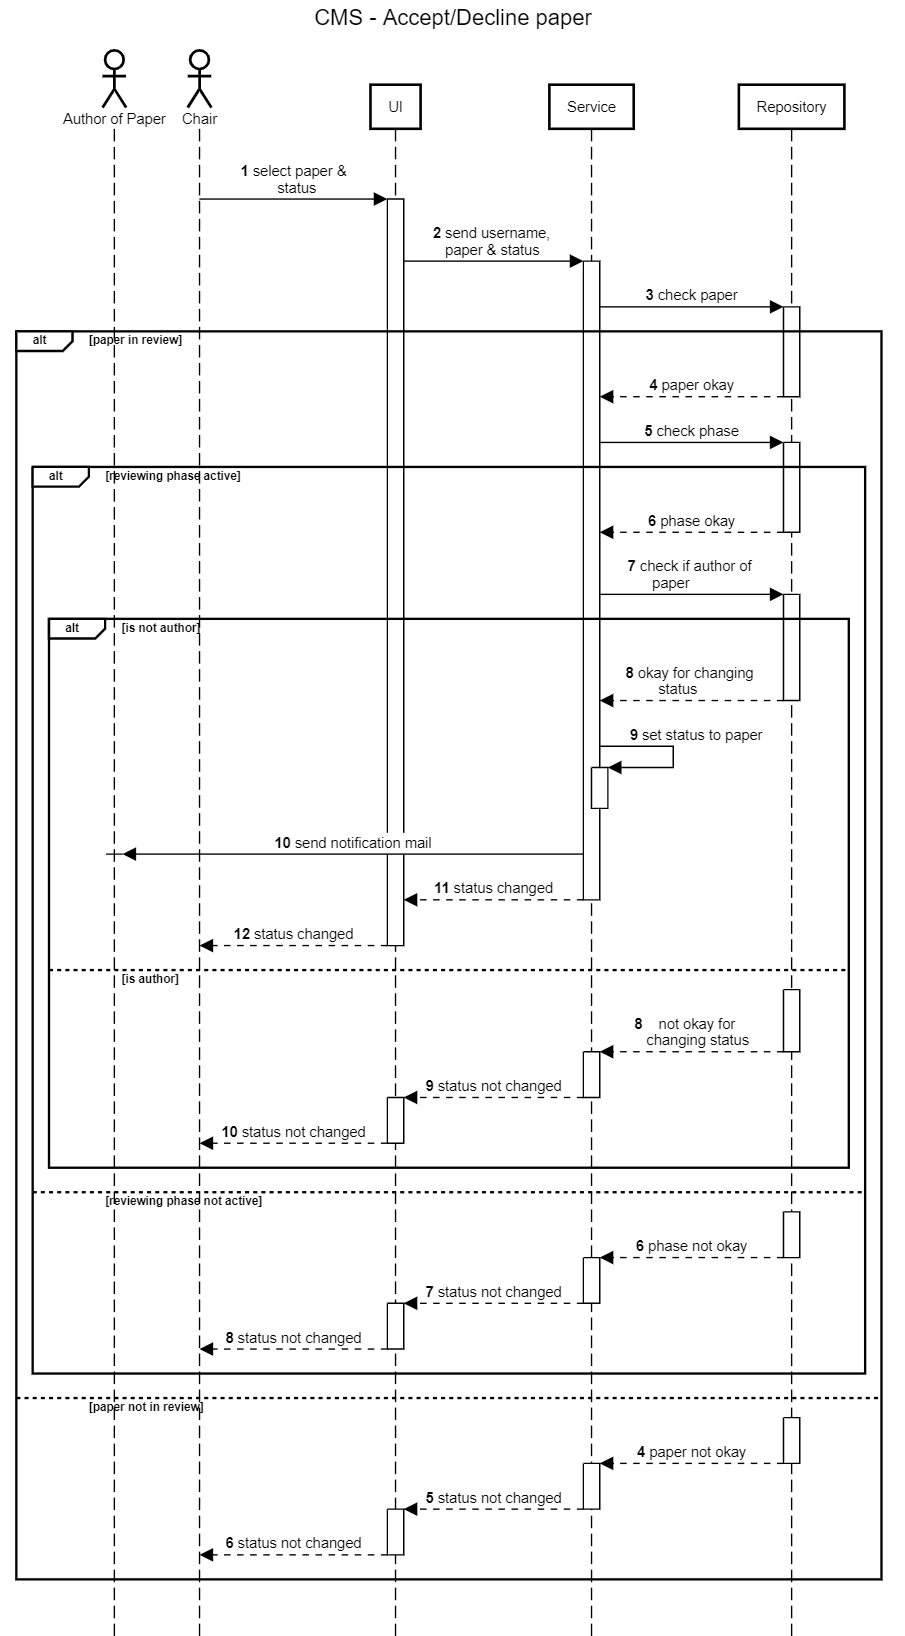 CMS - Accept/Decline paper
Author of Paper
Chair
UI
Service
Repository
1 select paper &
status
2 send username,
paper & status
3 check paper
alt
[paper in review]
4 paper okay
5 check phase
alt
[reviewing phase active]
6 phase okay
7 check if author of
paper
alt
[is not author]
8 okay for changing
status
9 set status to paper
10 send notification mail
11 status changed
12 status changed
[is author]
8 not okay for
changing status
9 status not changed
10 status not changed
[reviewing phase not active]
6 phase not okay
7 status not changed
8 status not changed
[paper not in review]
4 paper not okay
5 status not changed
6 status not changed